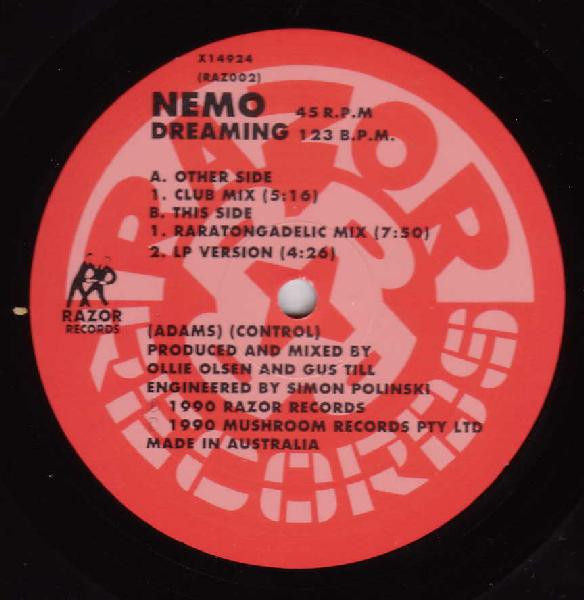 X14924
(RAZ002)
NEMO 45 R.P.M
DREAMING 123 B.P.M.
A. OTHER SIDE
1. CLUB MIX (5:16)
B. THIS SIDE
1. RARATONGADELIC MIX (7:50)
2. LP VERSION (4:26)
RAZOR
RECORDS
(ADAMS) (CONTROL)
PRODUCED AND MIXED BY
OLLIE OLSEN AND GUS TILL
ENGINEERED BY SIMON POLINSKI
1990 RAZOR RECORDS
1990 MUSHROOM RECORDS PTY LTD
MADE IN AUSTRALIA
RAZOR
RECORDS